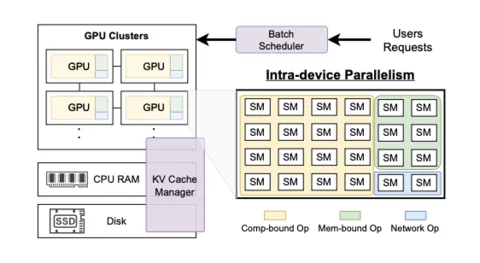 GPU Clusters
GPU
GPU
GPU
GPU
Batch
Scheduler
Users
Requests
Intra-device Parallelism
SM SM SM SM SM SM
SM SM SM SM SM SM
SM SM SM SM SM SM
SM SM SM SM SM SM
CPU RAM
KV Cache
Manager
SSD
Disk
Comp-bound Op
Mem-bound Op
Network Op